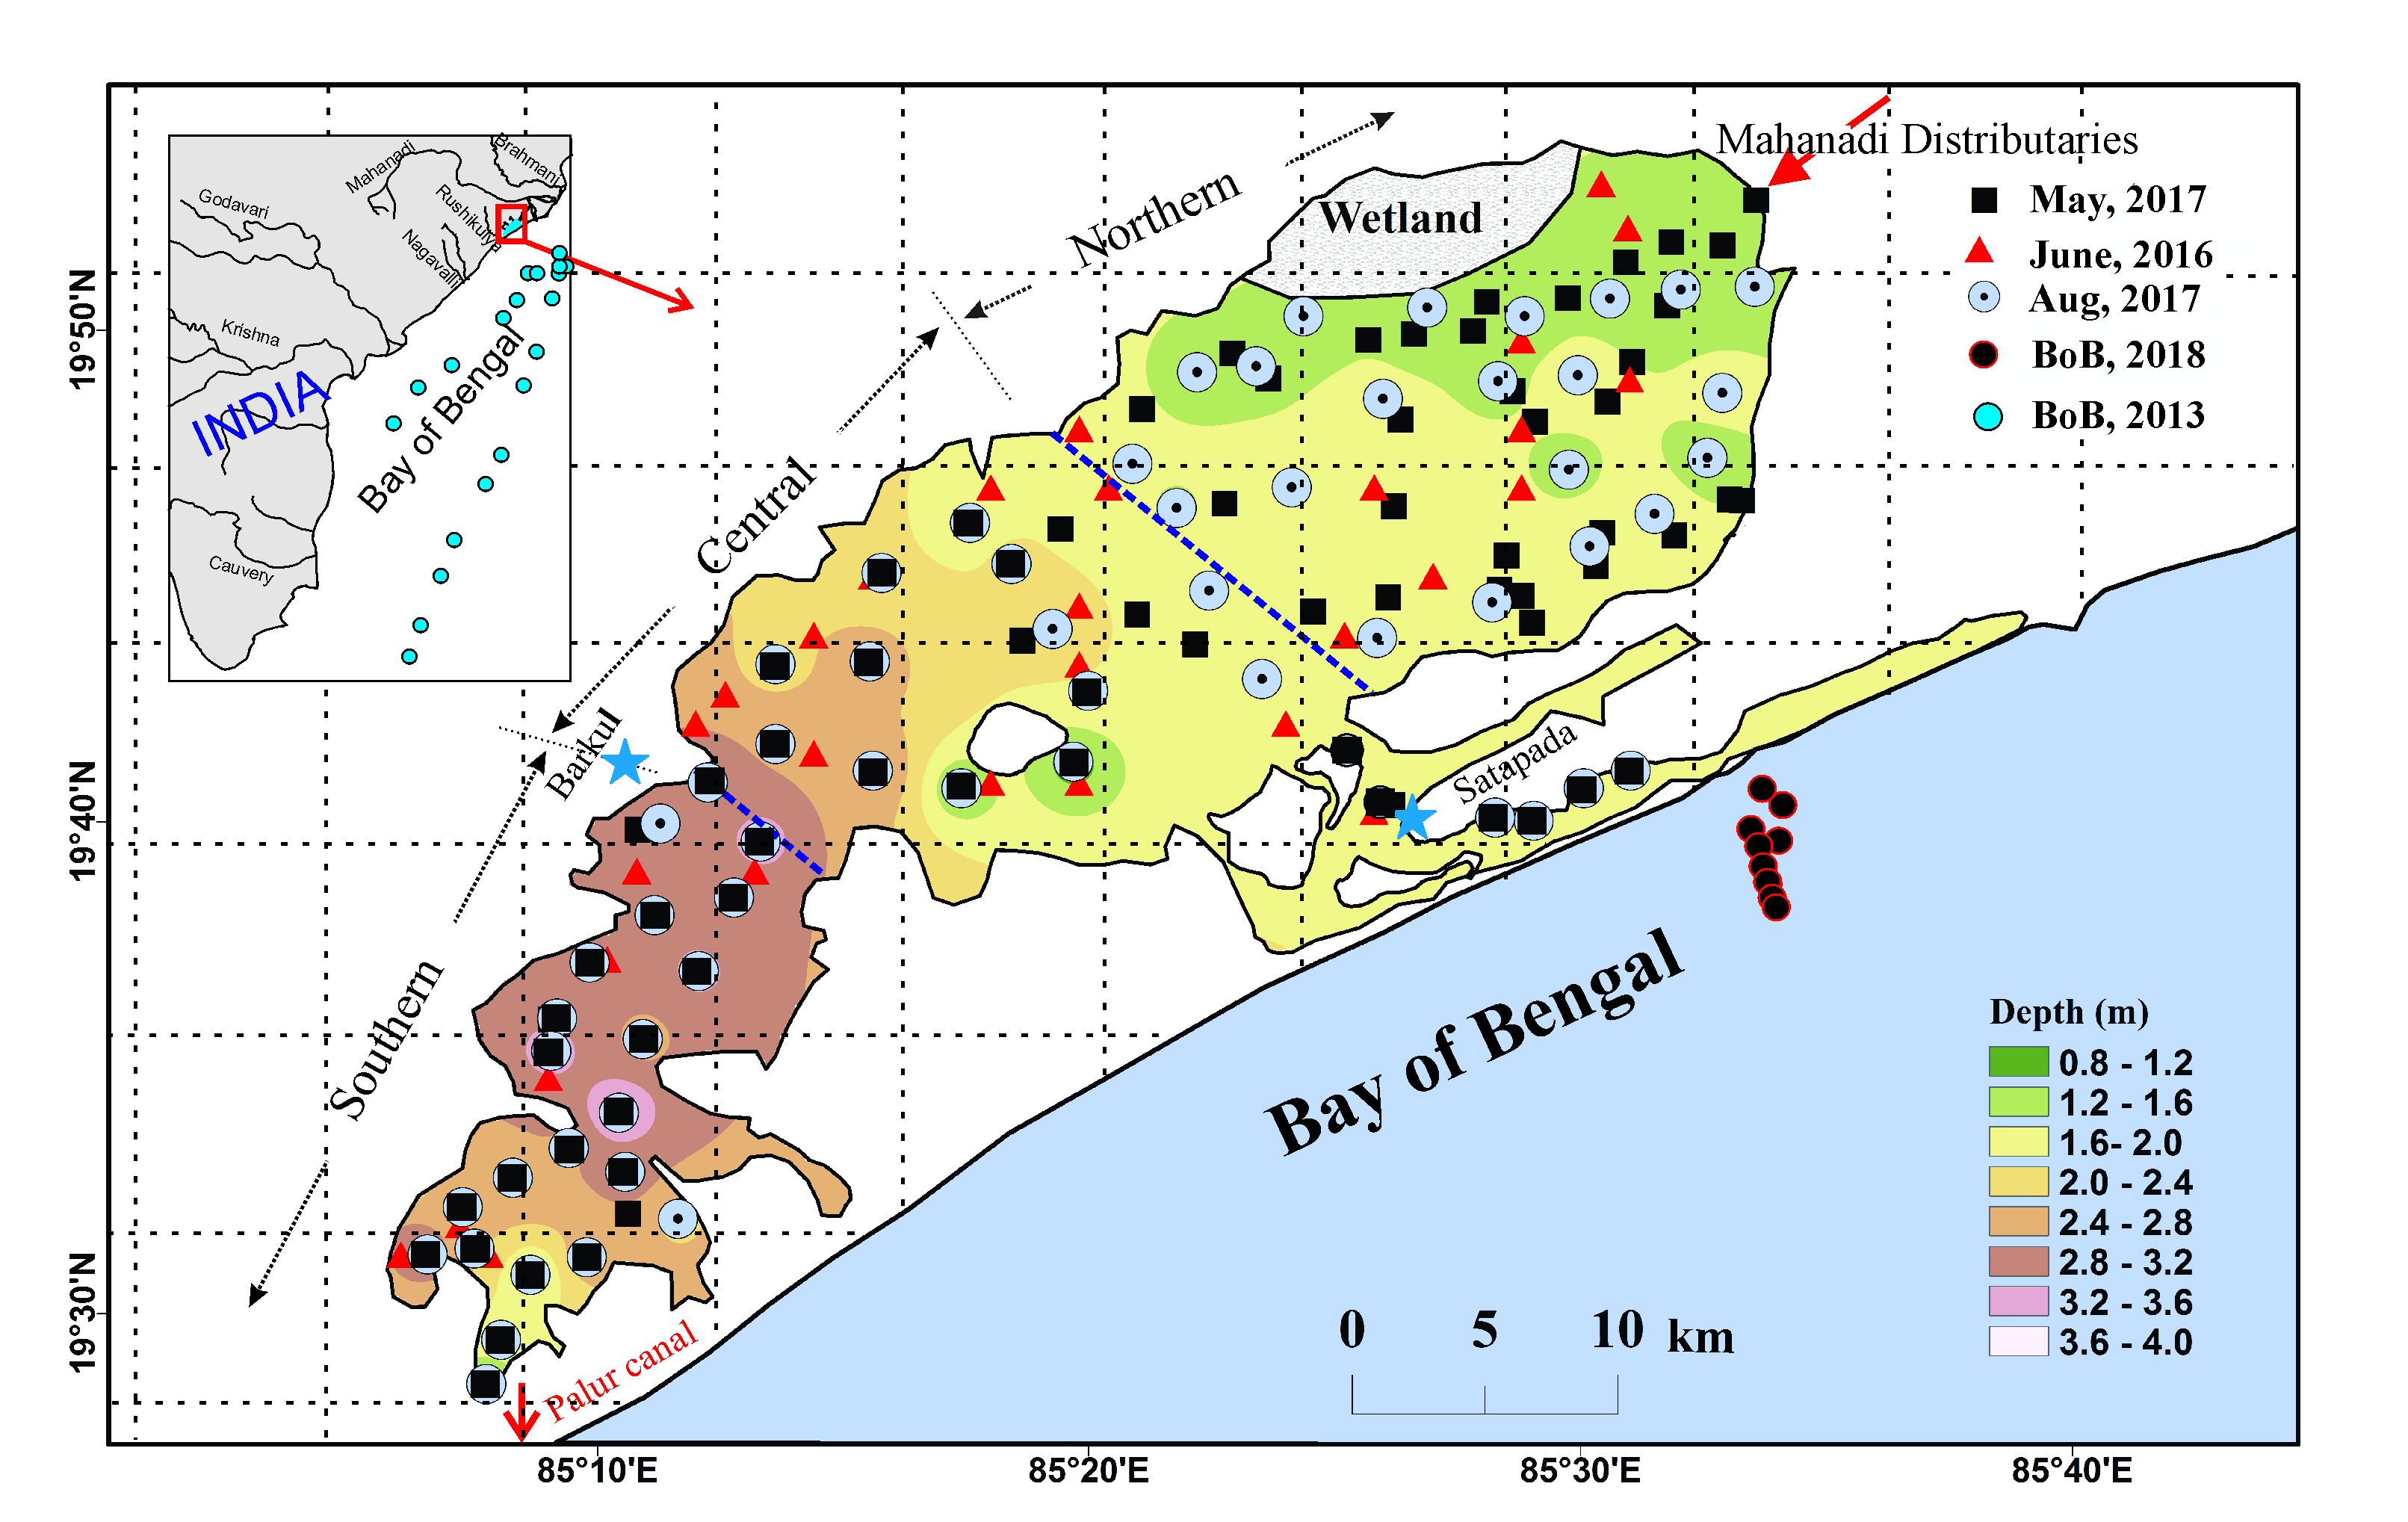 Mahanadi Distributaries
May, 2017
June, 2016
Aug, 2017
BoB, 2018
BoB, 2013
Brahmani
Mahanadi
Rushikulya
Godavari
Nagavalli
Krishna
INDIA
Bay of Bengal
Cauvery
Northern
Wetland
Central
Barkul
Satapada
Southern
Bay of Bengal
Palur canal
Depth (m)
0.8 - 1.2
1.2 - 1.6
1.6- 2.0
2.0 - 2.4
2.4 - 2.8
2.8 - 3.2
3.2 - 3.6
3.6 - 4.0
0 5 10 km
19°50'N
19°40'N
19°30'N
85°10'E
85°20'E
85°30'E
85°40'E